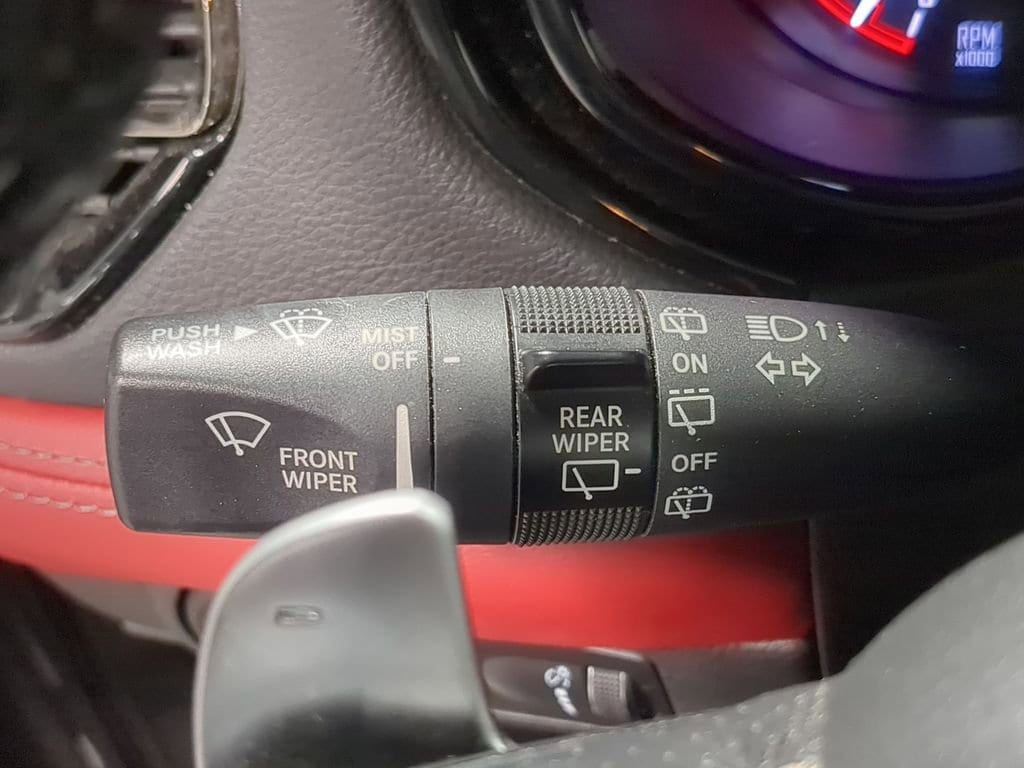 RPM
x1000
PUSH
WASH
MIST
OFF
FRONT
WIPER
REAR
WIPER
ON
OFF